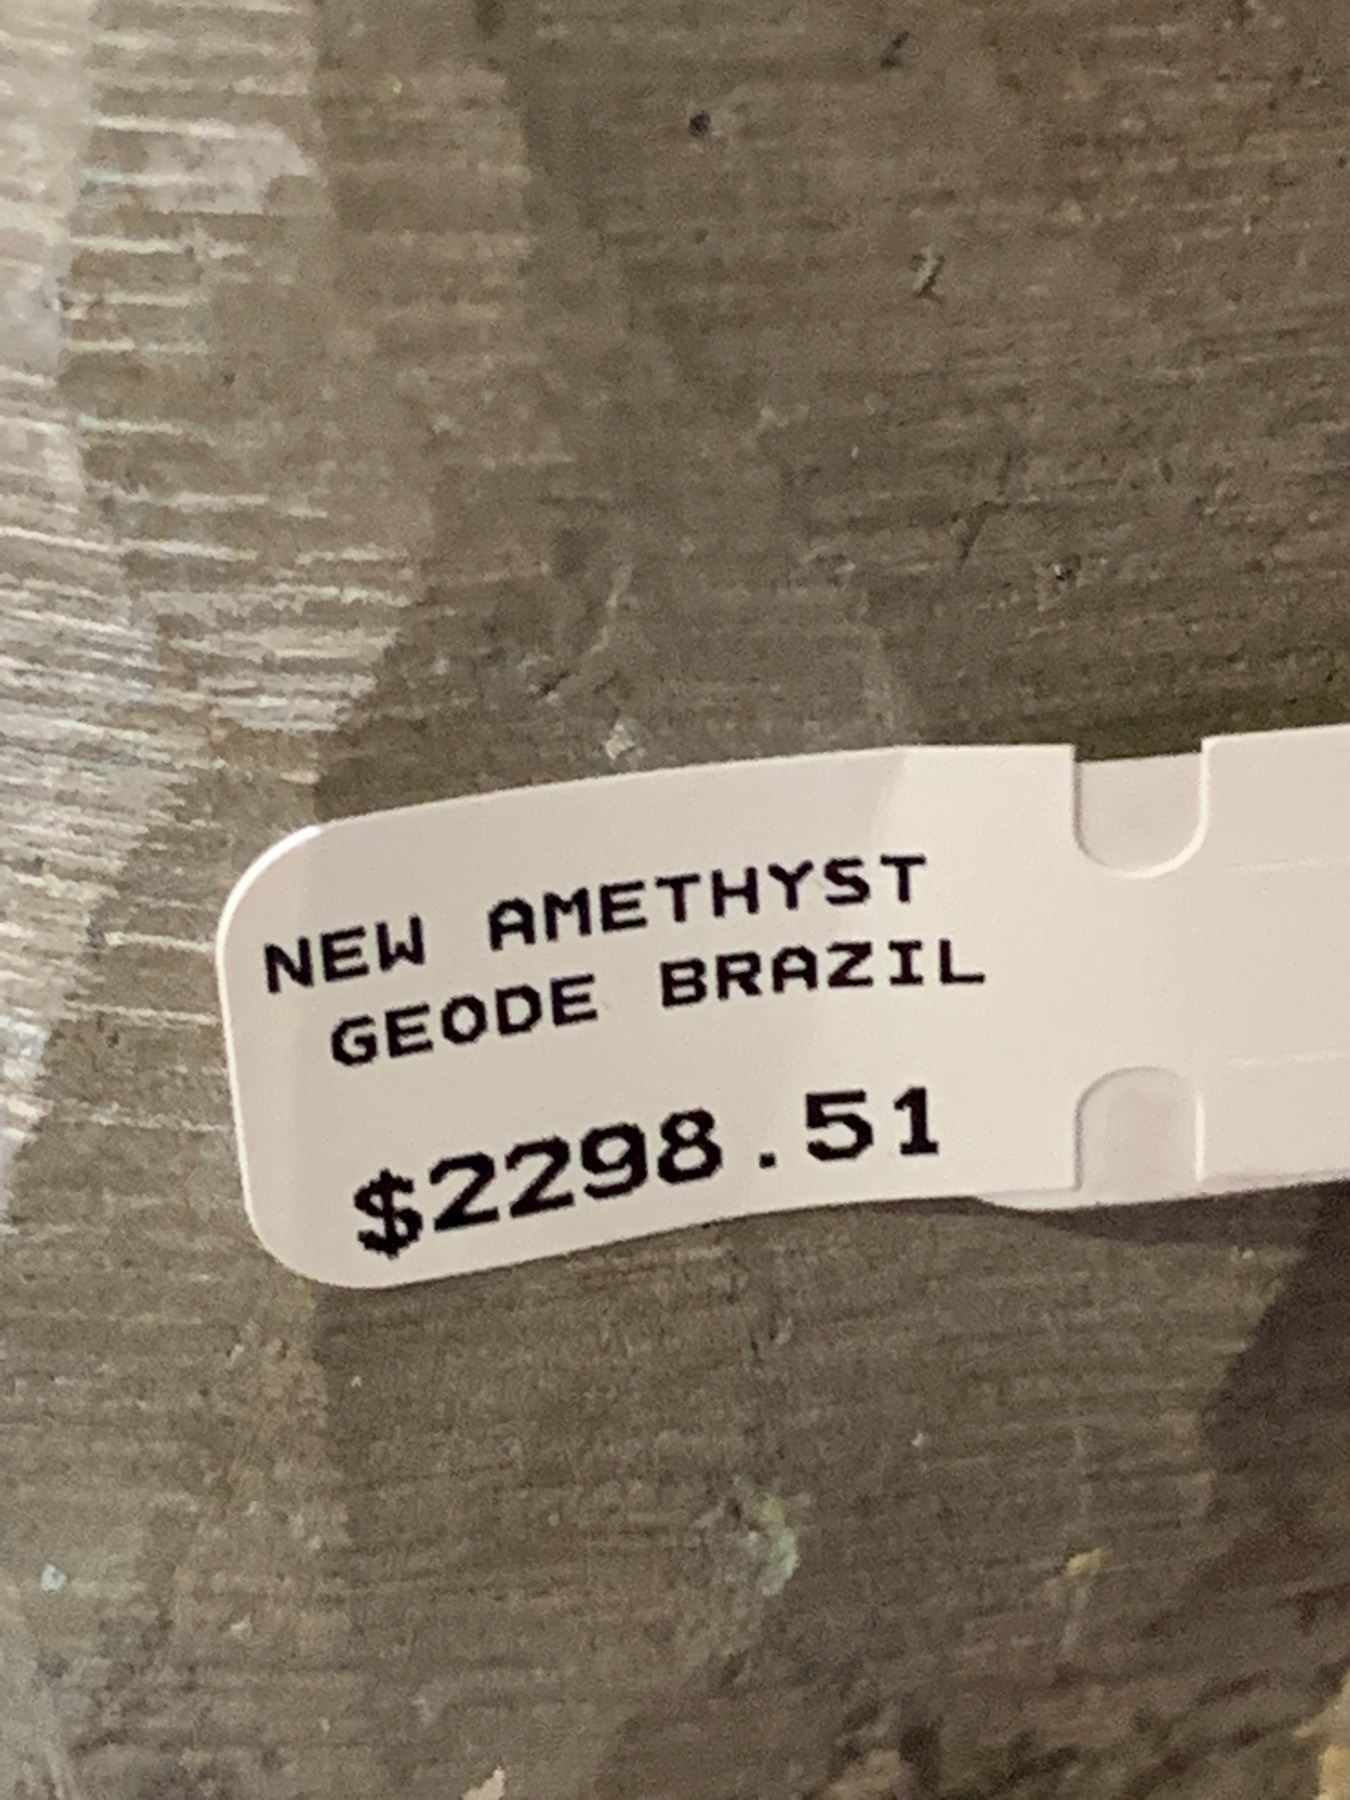 NEW AMETHYST
GEODE BRAZIL
$2298.51